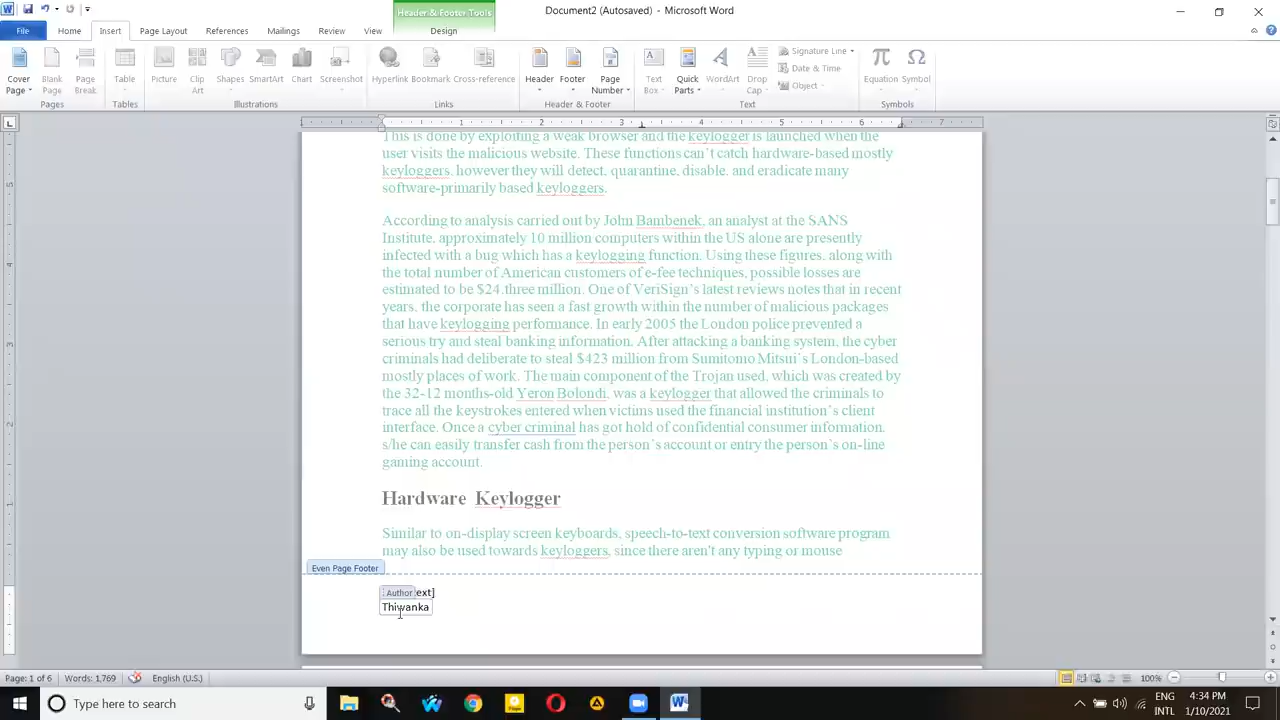 Header & Footer Tools
Document2 (Autosaved) - Microsoft Word
File Home Insert Page Layout References Mailings Review View Design
Cover Page
Blank Page
Page Break
Table
Picture
Clip Art
Shapes
SmartArt
Chart
Screenshot
Hyperlink
Bookmark
Cross-reference
Header
Footer
Page Number
Text Box
Quick Parts
WordArt
Drop Cap
Signature Line
Date & Time
Object
Equation
Symbol
Pages Tables Illustrations Links Header & Footer Text Symbols
1 2 3 4 5 6 7
This is done by exploiting a weak browser and the keylogger is launched when the
user visits the malicious website. These functions can't catch hardware-based mostly
keyloggers, however they will detect, quarantine, disable, and eradicate many
software-primarily based keyloggers.
According to analysis carried out by John Bambenek, an analyst at the SANS
Institute, approximately 10 million computers within the US alone are presently
infected with a bug which has a keylogging function. Using these figures, along with
the total number of American customers of e-fee techniques, possible losses are
estimated to be $24.three million. One of VeriSign's latest reviews notes that in recent
years, the corporate has seen a fast growth within the number of malicious packages
that have keylogging performance. In early 2005 the London police prevented a
serious try and steal banking information. After attacking a banking system, the cyber
criminals had deliberate to steal $423 million from Sumitomo Mitsui's London-based
mostly places of work. The main component of the Trojan used, which was created by
the 32-12 months-old Yeron Bolondi, was a keylogger that allowed the criminals to
trace all the keystrokes entered when victims used the financial institution's client
interface. Once a cyber criminal has got hold of confidential consumer information,
s/he can easily transfer cash from the person's account or entry the person's on-line
gaming account.
Hardware Keylogger
Similar to on-display screen keyboards, speech-to-text conversion software program
may also be used towards keyloggers, since there aren't any typing or mouse
Even Page Footer
Author ext]
Thiyanka
Page: 1 of 6 Words: 1,769 English (U.S.) 100%
Type here to search
ENG
INTL
4:34 PM
1/10/2021